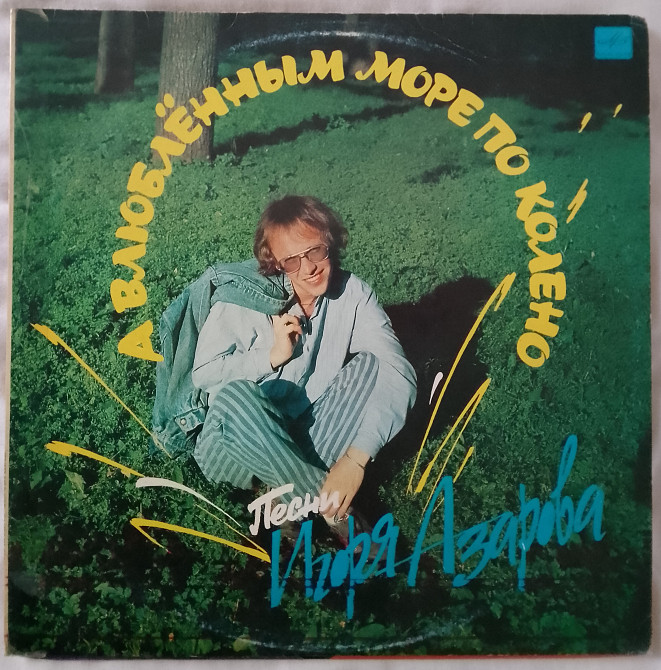 А ВЛЮБЛЁННЫМ МОРЕ ПО КОЛЕНО
Песни
Игоря Азарова